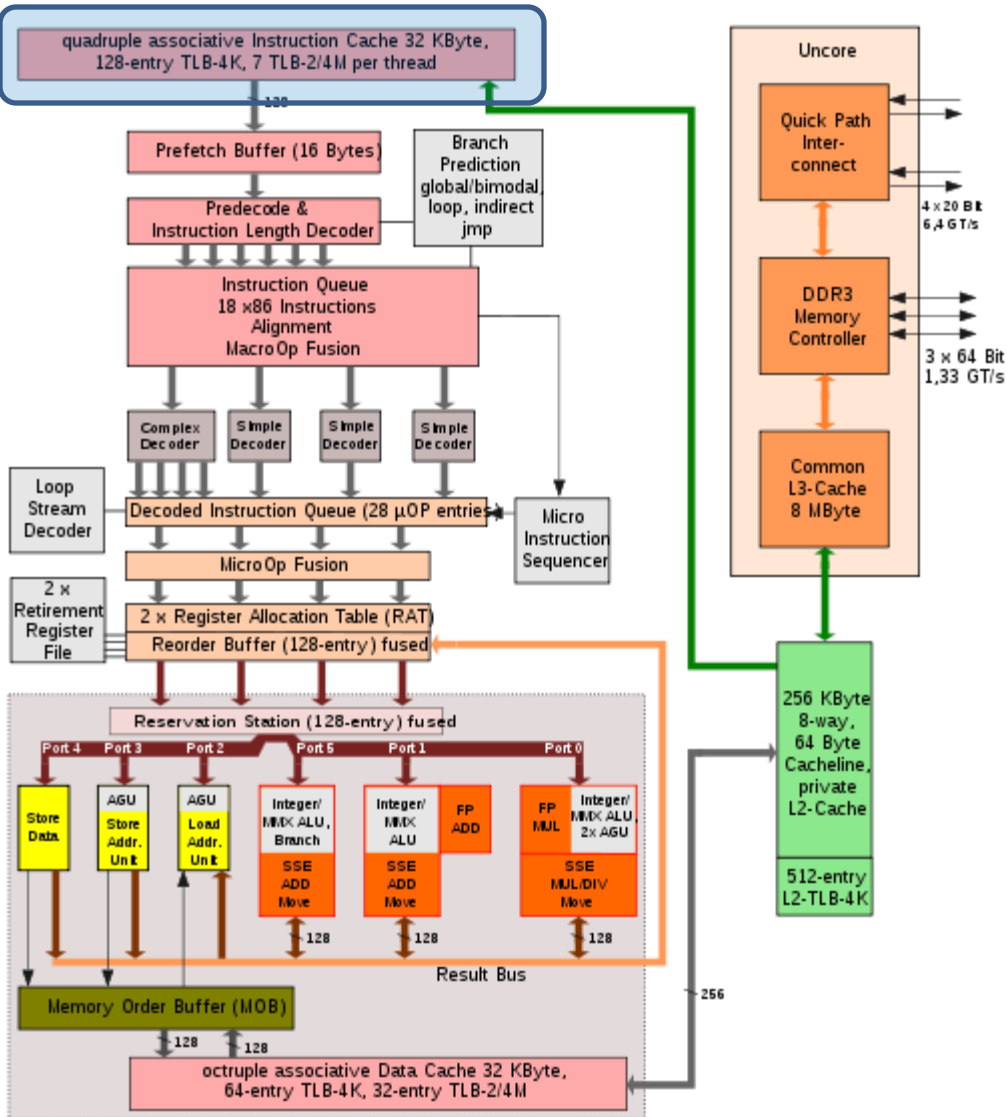 quadruple associative Instruction Cache 32 KByte,
128-entry TLB-4K, 7 TLB-2/4M per thread
128
Prefetch Buffer (16 Bytes)
Branch
Prediction
global/bimodal,
loop, indirect
jmp
Predecode &
Instruction Length Decoder
Instruction Queue
18 x86 Instructions
Alignment
MacroOp Fusion
Complex
Decoder
Simple
Decoder
Simple
Decoder
Simple
Decoder
Loop
Stream
Decoder
Decoded Instruction Queue (28 µOP entries)
Micro
Instruction
Sequencer
MicroOp Fusion
2 x
Retirement
Register
File
2 x Register Allocation Table (RAT)
Reorder Buffer (128-entry) fused
Reservation Station (128-entry) fused
Port 4
Port 3
Port 2
Port 5
Port 1
Port 0
Store
Data
AGU
Store
Addr.
Unit
AGU
Load
Addr.
Unit
Integer/
MMX ALU,
Branch
SSE
ADD
Move
Integer/
MMX
ALU
FP
ADD
SSE
ADD
Move
FP
MUL
Integer/
MMX ALU,
2x AGU
SSE
MUL/DIV
Move
128
128
128
Result Bus
Memory Order Buffer (MOB)
128
128
octruple associative Data Cache 32 KByte,
64-entry TLB-4K, 32-entry TLB-2/4M
256
Uncore
Quick Path
Inter-
connect
4 x 20 Bit
6,4 GT/s
DDR3
Memory
Controller
3 x 64 Bit
1,33 GT/s
Common
L3-Cache
8 MByte
256 KByte
8-way,
64 Byte
Cacheline,
private
L2-Cache
512-entry
L2-TLB-4K